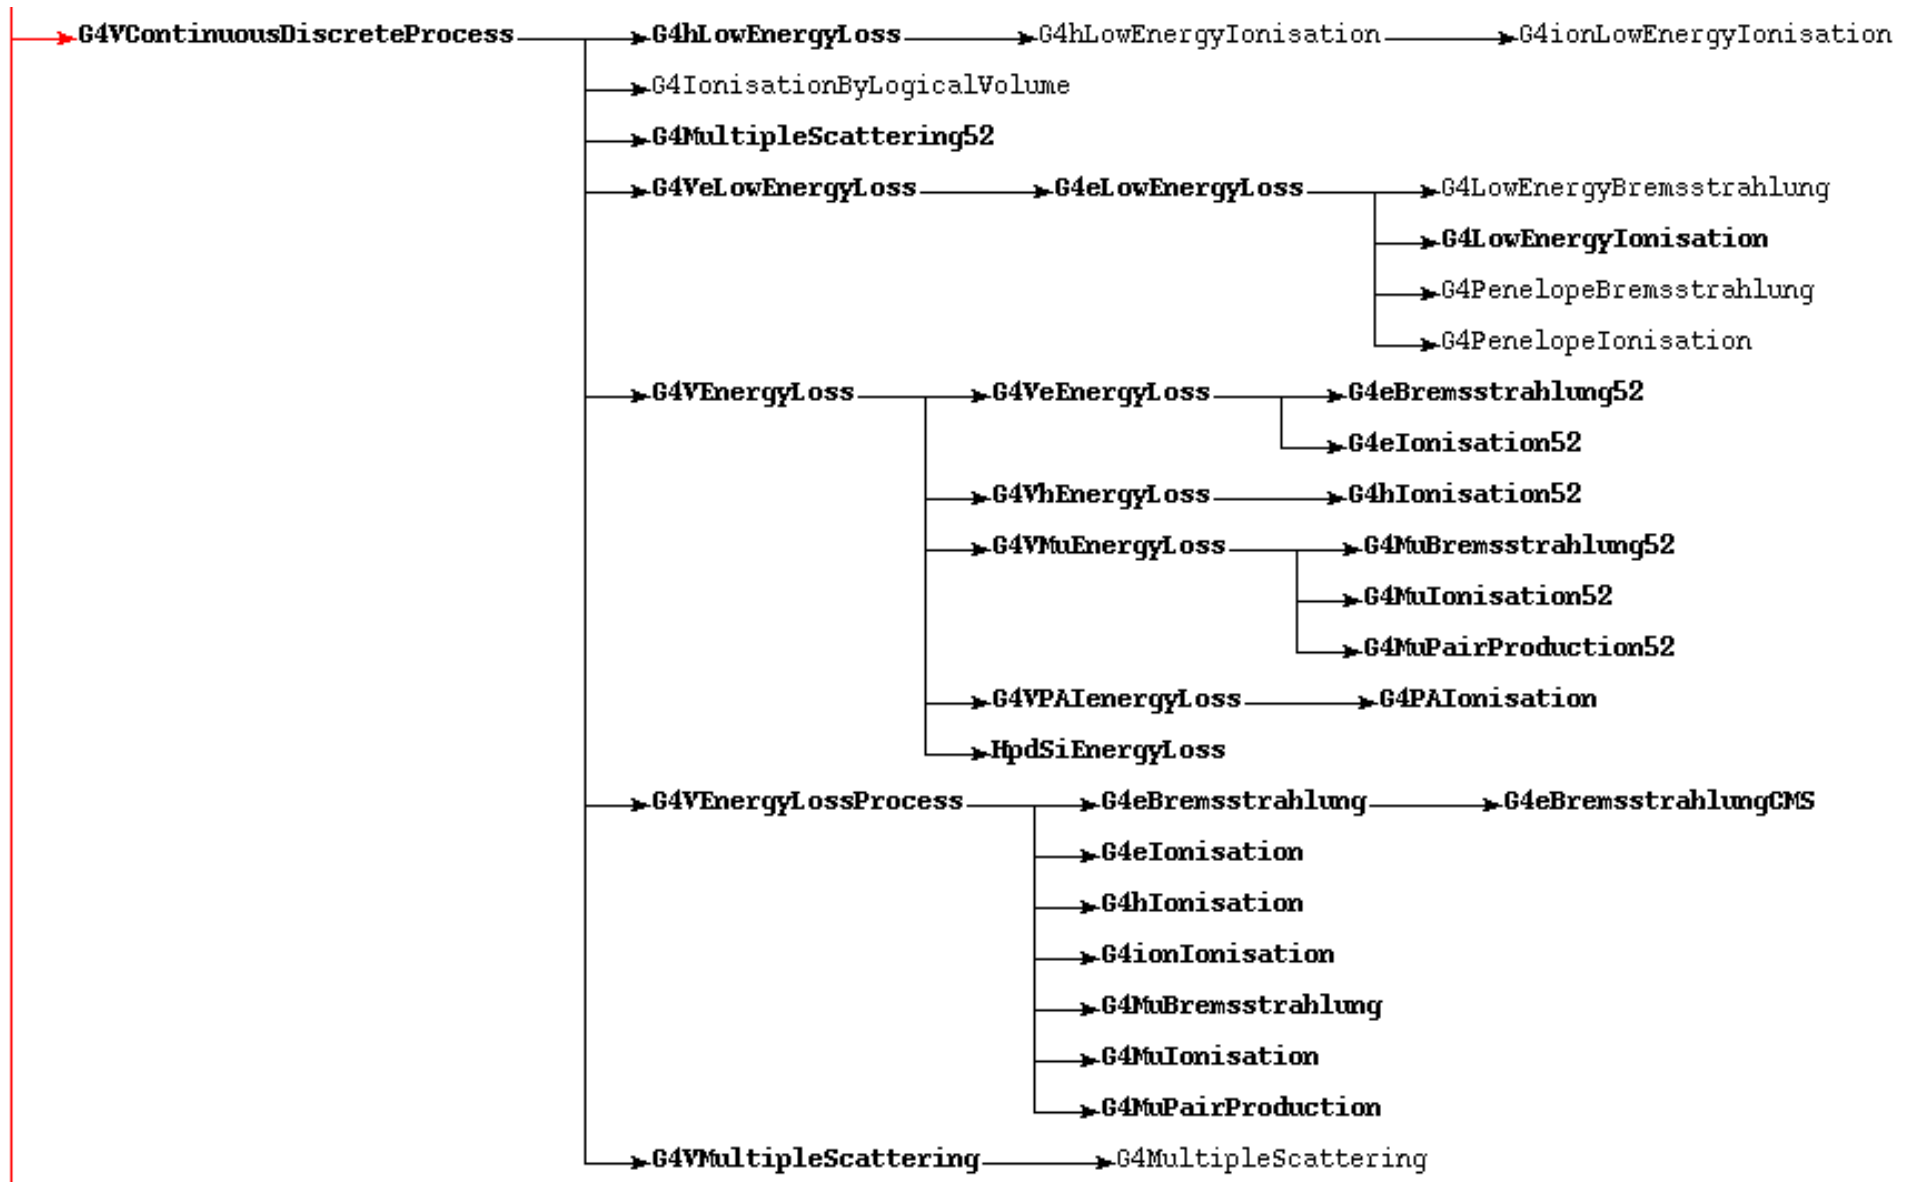 G4VContinuousDiscreteProcess G4hLowEnergyLoss G4hLowEnergyIonisation G4ionLowEnergyIonisation
G4IonisationByLogicalVolume
G4MultipleScattering52
G4VeLowEnergyLoss G4eLowEnergyLoss G4LowEnergyBremsstrahlung
G4LowEnergyIonisation
G4PenelopeBremsstrahlung
G4PenelopeIonisation
G4VEnergyLoss G4VeEnergyLoss G4eBremsstrahlung52
G4eIonisation52
G4VhEnergyLoss G4hIonisation52
G4VMuEnergyLoss G4MuBremsstrahlung52
G4MuIonisation52
G4MuPairProduction52
G4VPAIenergyLoss G4PAIonisation
HpdSiEnergyLoss
G4VEnergyLossProcess G4eBremsstrahlung G4eBremsstrahlungCMS
G4eIonisation
G4hIonisation
G4ionIonisation
G4MuBremsstrahlung
G4MuIonisation
G4MuPairProduction
G4VMultipleScattering G4MultipleScattering